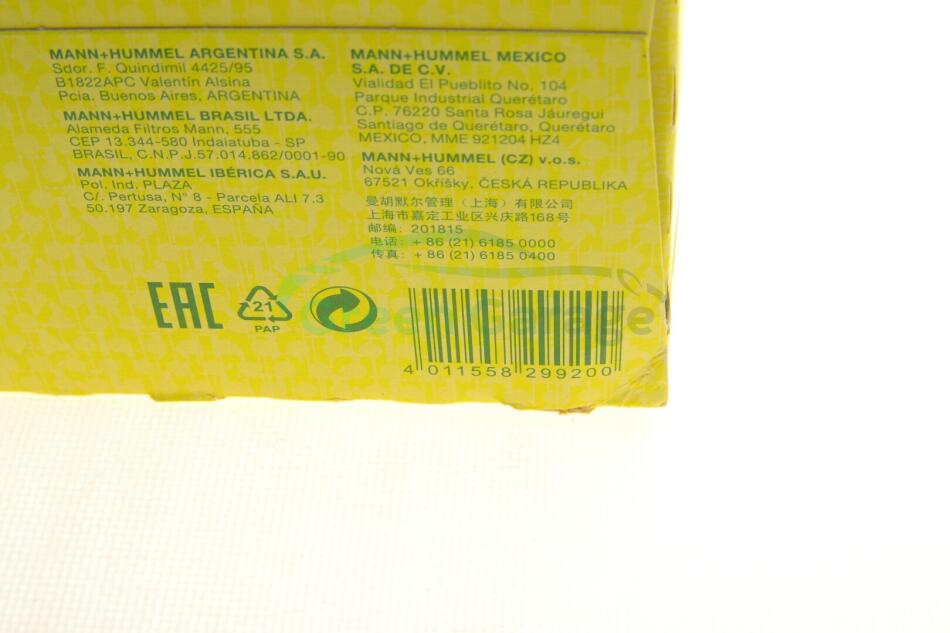 MANN+HUMMEL ARGENTINA S.A.
Sdor. F. Quindimil 4425/95
B1822APC Valentín Alsina
Pcia. Buenos Aires, ARGENTINA
MANN+HUMMEL BRASIL LTDA.
Alameda Filtros Mann, 555
CEP 13.344-580 Indaiatuba - SP
BRASIL, C.N.P.J.57.014.862/0001-90
MANN+HUMMEL IBÉRICA S.A.U.
Pol. Ind. PLAZA
C/. Pertusa, N° 8 - Parcela ALI 7.3
50.197 Zaragoza, ESPAÑA
MANN+HUMMEL MEXICO
S.A. DE C.V.
Vialidad El Pueblito No. 104
Parque Industrial Querétaro
C.P. 76220 Santa Rosa Jáuregui
Santiago de Querétaro, Querétaro
MEXICO, MME 921204 HZ4
MANN+HUMMEL (CZ) v.o.s.
Nová Ves 66
67521 Okříšky, ČESKÁ REPUBLIKA
曼胡默尔管理（上海）有限公司
上海市嘉定工业区兴庆路168号
邮编: 201815
电话: + 86 (21) 6185 0000
传真: + 86 (21) 6185 0400
EAC
21
PAP
Green Garage
4 011558 299200